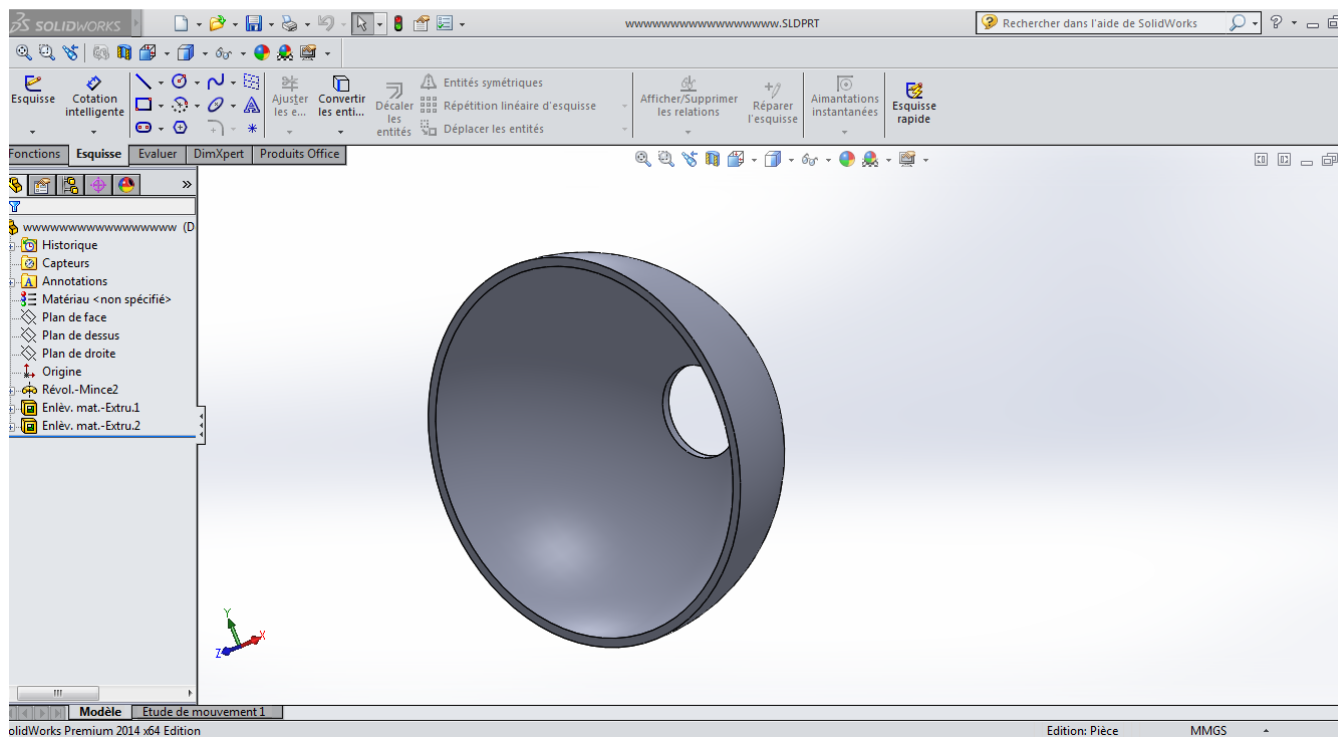 SOLIDWORKS
wwwwwwwwwwwwwwwww.SLDPRT
Rechercher dans l'aide de SolidWorks
Esquisse
Cotation intelligente
Ajuster les e...
Convertir les enti...
Décaler les entités
Entités symétriques
Répétition linéaire d'esquisse
Déplacer les entités
Afficher/Supprimer les relations
Réparer l'esquisse
Aimantations instantanées
Esquisse rapide
Fonctions Esquisse Evaluer DimXpert Produits Office
wwwwwwwwwwwwwwwww (D
Historique
Capteurs
Annotations
Matériau <non spécifié>
Plan de face
Plan de dessus
Plan de droite
Origine
Révol.-Mince2
Enlèv. mat.-Extru.1
Enlèv. mat.-Extru.2
Y
X
Z
Modèle Etude de mouvement 1
olidWorks Premium 2014 x64 Edition
Edition: Pièce
MMGS